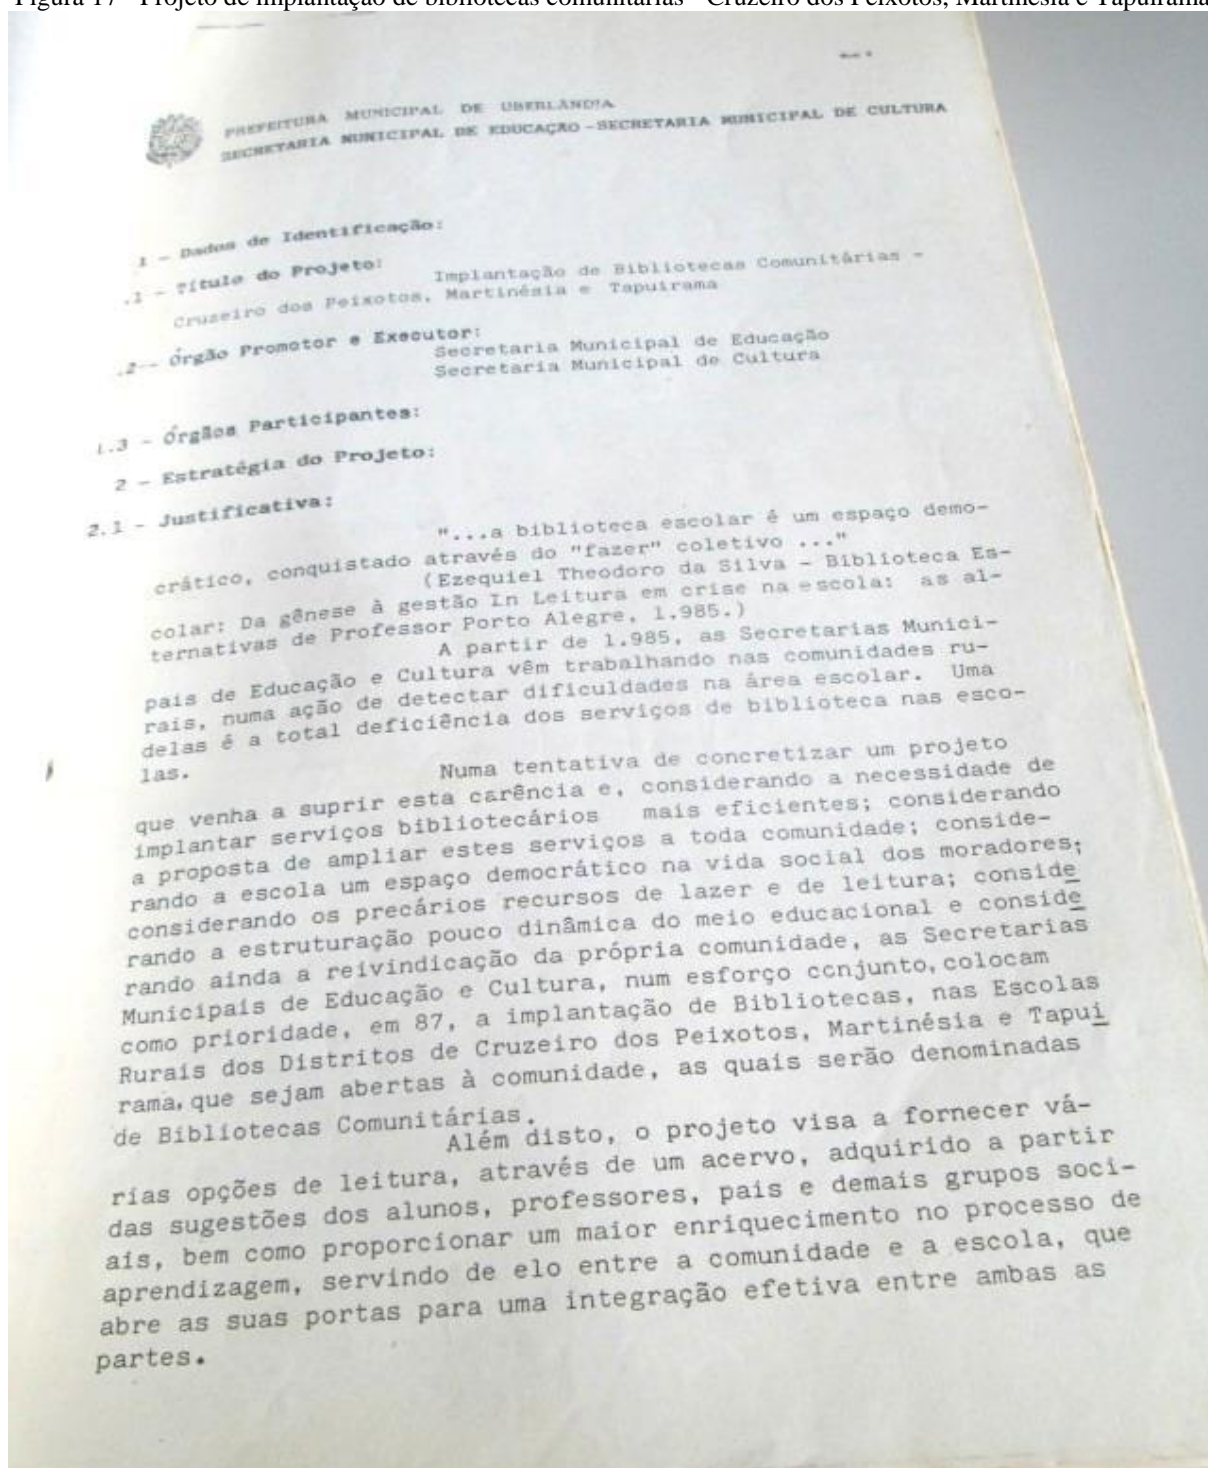 Figura 17 - Projeto de implantação de bibliotecas comunitárias - Cruzeiro dos Peixotos, Martinésia e Tapuirama
PREFEITURA MUNICIPAL DE UBERLÂNDIA
SECRETARIA MUNICIPAL DE EDUCAÇÃO - SECRETARIA MUNICIPAL DE CULTURA
1 - Dados de Identificação:
.1 - Título do Projeto:
Implantação de Bibliotecas Comunitárias -
Cruzeiro dos Peixotos, Martinésia e Tapuirama
.2 - Órgão Promotor e Executor:
Secretaria Municipal de Educação
Secretaria Municipal de Cultura
1.3 - Órgãos Participantes:
2 - Estratégia do Projeto:
2.1 - Justificativa:
"...a biblioteca escolar é um espaço demo-
crático, conquistado através do "fazer" coletivo ..."
(Ezequiel Theodoro da Silva - Biblioteca Es-
colar: Da gênese à gestão In Leitura em crise na escola: as al-
ternativas de Professor Porto Alegre, 1.985.)
A partir de 1.985, as Secretarias Munici-
pais de Educação e Cultura vêm trabalhando nas comunidades ru-
rais, numa ação de detectar dificuldades na área escolar. Uma
delas é a total deficiência dos serviços de biblioteca nas esco-
las.
Numa tentativa de concretizar um projeto
que venha a suprir esta carência e, considerando a necessidade de
implantar serviços bibliotecários mais eficientes; considerando
a proposta de ampliar estes serviços a toda comunidade; conside-
rando a escola um espaço democrático na vida social dos moradores;
considerando os precários recursos de lazer e de leitura; conside
rando a estruturação pouco dinâmica do meio educacional e conside
rando ainda a reivindicação da própria comunidade, as Secretarias
Municipais de Educação e Cultura, num esforço conjunto, colocam
como prioridade, em 87, a implantação de Bibliotecas, nas Escolas
Rurais dos Distritos de Cruzeiro dos Peixotos, Martinésia e Tapui
rama, que sejam abertas à comunidade, as quais serão denominadas
de Bibliotecas Comunitárias.
Além disto, o projeto visa a fornecer vá-
rias opções de leitura, através de um acervo, adquirido a partir
das sugestões dos alunos, professores, pais e demais grupos soci-
ais, bem como proporcionar um maior enriquecimento no processo de
aprendizagem, servindo de elo entre a comunidade e a escola, que
abre as suas portas para uma integração efetiva entre ambas as
partes.